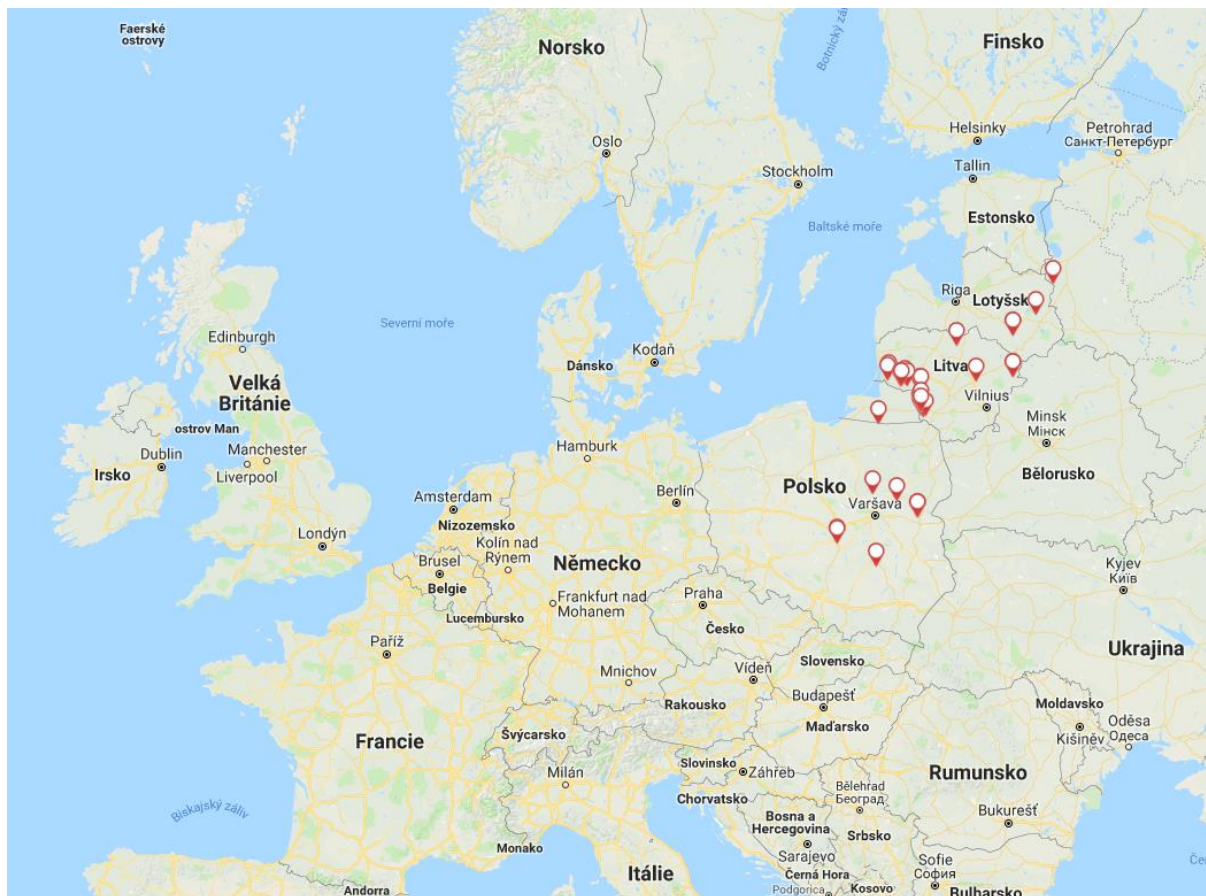 Faerské
ostrovy
Norsko
Finsko
Botnický zál
Oslo
Helsinky
Petrohrad
Санкт-Петербург
Tallin
Stockholm
Estonsko
Baltské moře
Riga
Lotyšsk
Severní moře
Edinburgh
Kodaň
Dánsko
Litva
Velká
Británie
Vilnius
Minsk
Мінск
ostrov Man
Dublin
Manchester
Liverpool
Irsko
Hamburk
Bělorusko
Polsko
Berlín
Amsterdam
Varšava
Nizozemsko
Londýn
Kolín nad
Rýnem
Brusel
Německo
Belgie
Kyjev
Київ
Frankfurt nad
Mohanem
Praha
Lucembursko
Česko
Paříž
Ukrajina
Slovensko
Mnichov
Vídeň
Rakousko
Budapešť
Maďarsko
Moldavsko
Kišiněv
Oděsa
Одеса
Švýcarsko
Francie
Slovinsko
Záhřeb
Milán
Rumunsko
Chorvatsko
Bělehrad
Београд
Biskajský záliv
Bosna a
Hercegovina
Bukurešť
Srbsko
Monako
Sarajevo
Itálie
Černá Hora
Sofie
София
Podgorica
Kosovo
Andorra
Bulharsko
Če